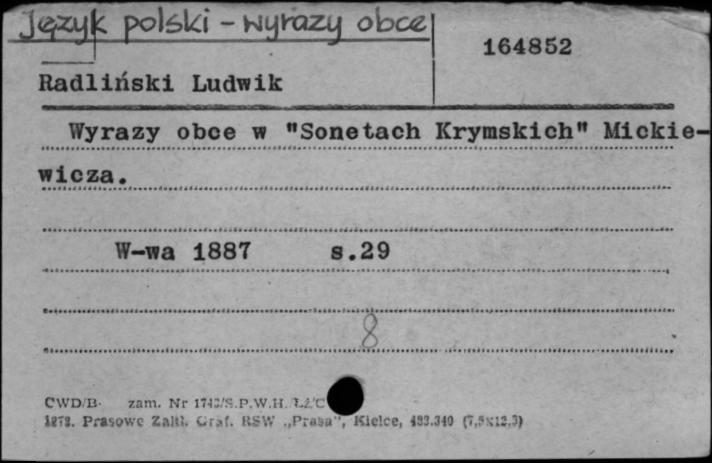 Język polski - wyrazy obce
164852
Radliński Ludwik
Wyrazy obce w "Sonetach Krymskich" Mickie-
wicza.
W-wa 1887 s.29
8
CWD/B zam. Nr S.P.W.H.
Prasowe Zakł. Graf. RSW „Prasa", Kielce,